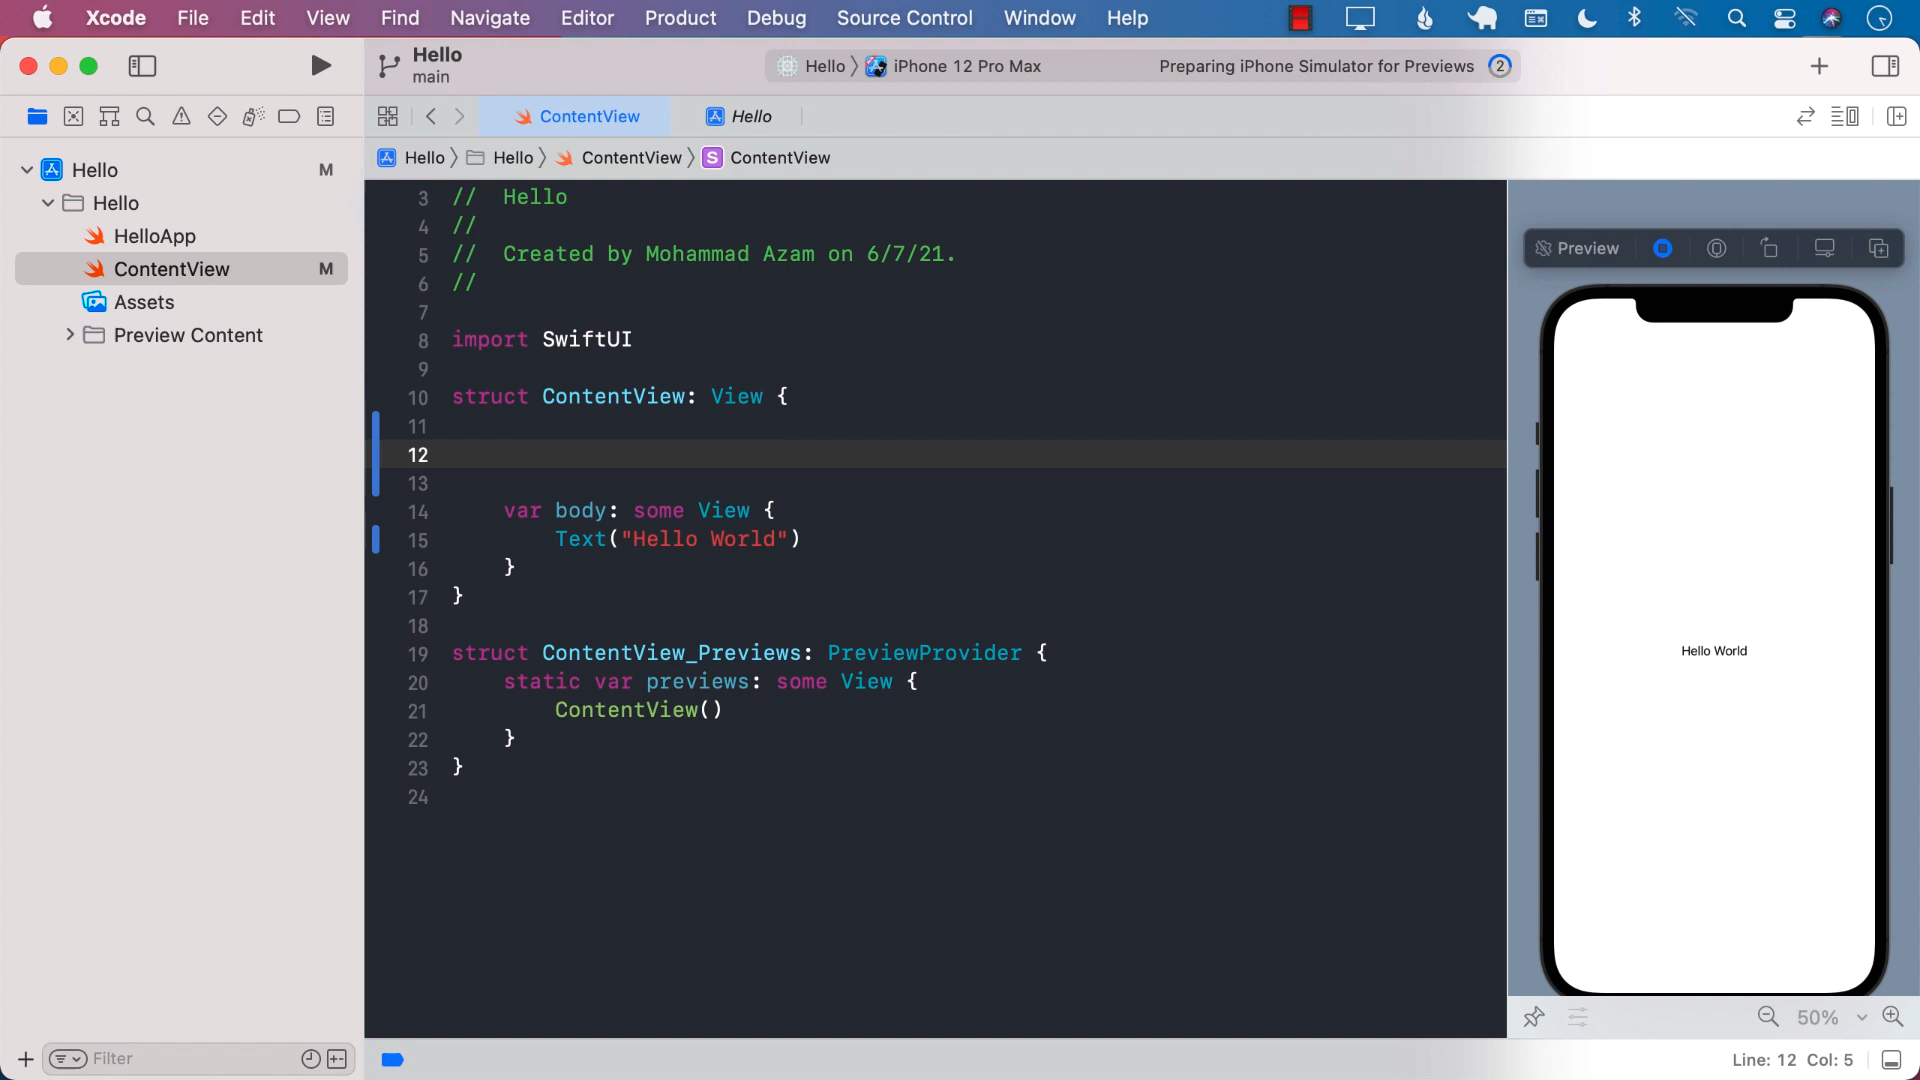 Xcode File Edit View Find Navigate Editor Product Debug Source Control Window Help
Hello
main
Hello iPhone 12 Pro Max Preparing iPhone Simulator for Previews 2
ContentView Hello
Hello Hello ContentView S ContentView
Hello M
Hello
HelloApp
ContentView M
Assets
Preview Content
3 // Hello
4 //
5 // Created by Mohammad Azam on 6/7/21.
6 //
7
8 import SwiftUI
9
10 struct ContentView: View {
11
12
13
14 var body: some View {
15 Text("Hello World")
16 }
17 }
18
19 struct ContentView_Previews: PreviewProvider {
20 static var previews: some View {
21 ContentView()
22 }
23 }
24
Preview
Hello World
50%
Filter
Line: 12 Col: 5